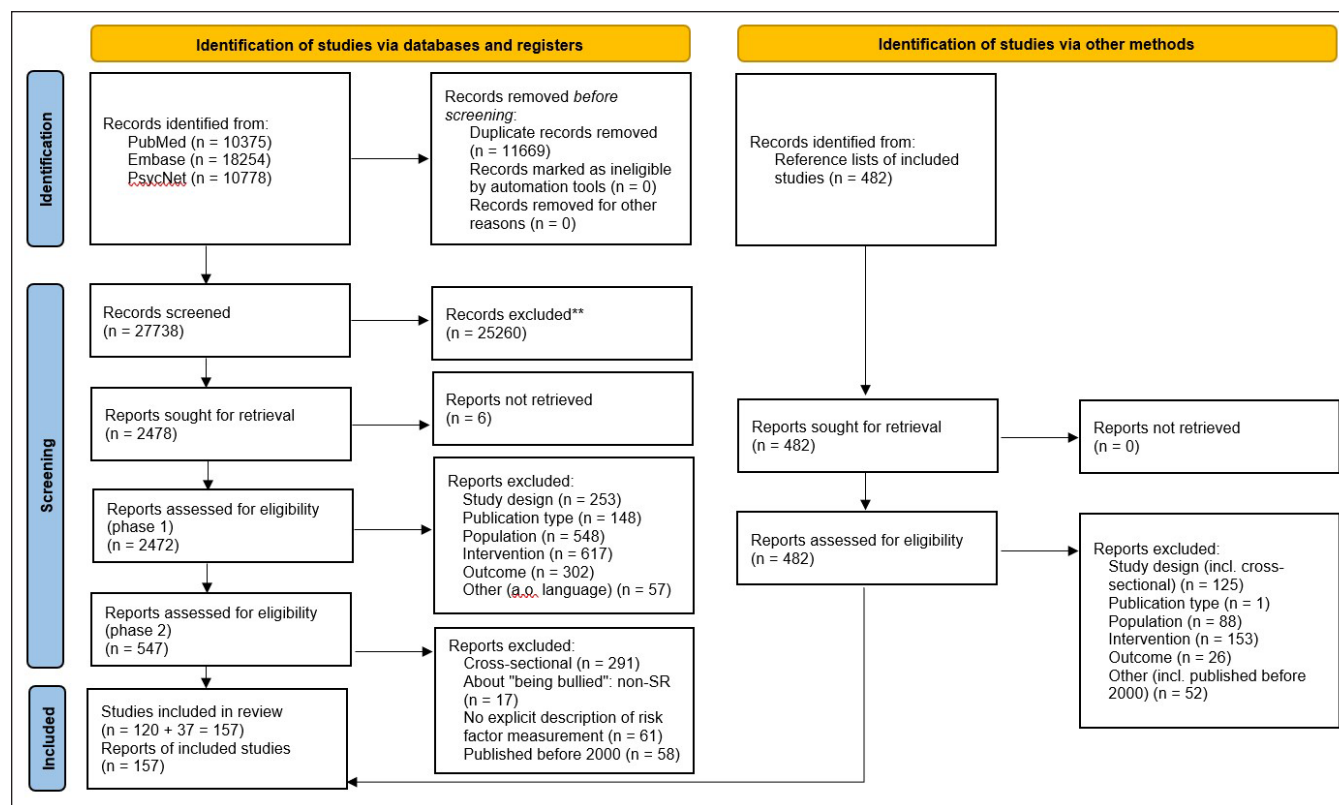 Identification of studies via databases and registers
Identification of studies via other methods
Identification
Records identified from:
PubMed (n = 10375)
Embase (n = 18254)
PsycNet (n = 10778)
Records removed before
screening:
Duplicate records removed
(n = 11669)
Records marked as ineligible
by automation tools (n = 0)
Records removed for other
reasons (n = 0)
Records identified from:
Reference lists of included
studies (n = 482)
Screening
Records screened
(n = 27738)
Records excluded**
(n = 25260)
Reports sought for retrieval
(n = 2478)
Reports not retrieved
(n = 6)
Reports sought for retrieval
(n = 482)
Reports not retrieved
(n = 0)
Reports assessed for eligibility
(phase 1)
(n = 2472)
Reports excluded:
Study design (n = 253)
Publication type (n = 148)
Population (n = 548)
Intervention (n = 617)
Outcome (n = 302)
Other (a.o. language) (n = 57)
Reports assessed for eligibility
(n = 482)
Reports excluded:
Study design (incl. cross-
sectional) (n = 125)
Publication type (n = 1)
Population (n = 88)
Intervention (n = 153)
Outcome (n = 26)
Other (incl. published before
2000) (n = 52)
Reports assessed for eligibility
(phase 2)
(n = 547)
Reports excluded:
Cross-sectional (n = 291)
About "being bullied": non-SR
(n = 17)
No explicit description of risk
factor measurement (n = 61)
Published before 2000 (n = 58)
Included
Studies included in review
(n = 120 + 37 = 157)
Reports of included studies
(n = 157)